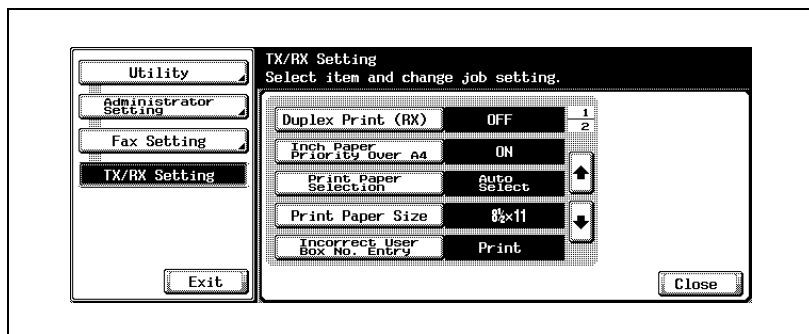 Utility
Administrator
Setting
Fax Setting
TX/RX Setting
Exit
TX/RX Setting
Select item and change job setting.
Duplex Print (RX) OFF
Inch Paper
Priority Over A4 ON
Print Paper
Selection Auto
Select
Print Paper Size 8½×11
Incorrect User
Box No. Entry Print
1
2
Close